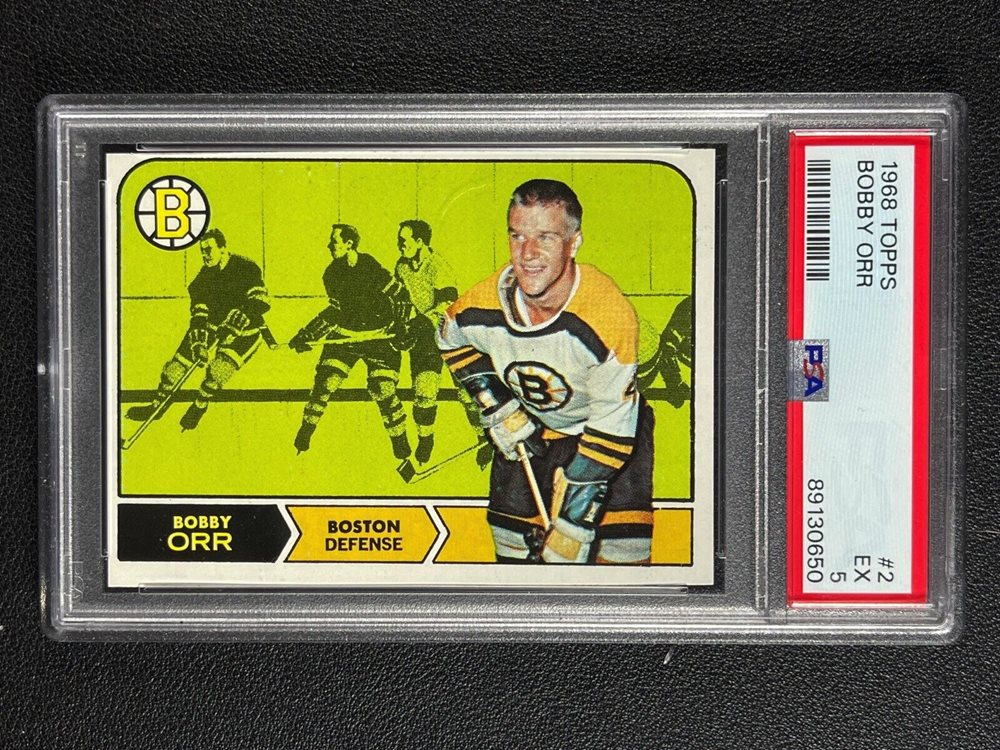 B
B
BOBBY
ORR
BOSTON
DEFENSE
1968 TOPPS
BOBBY ORR
#2
EX
5
PSA
89130650